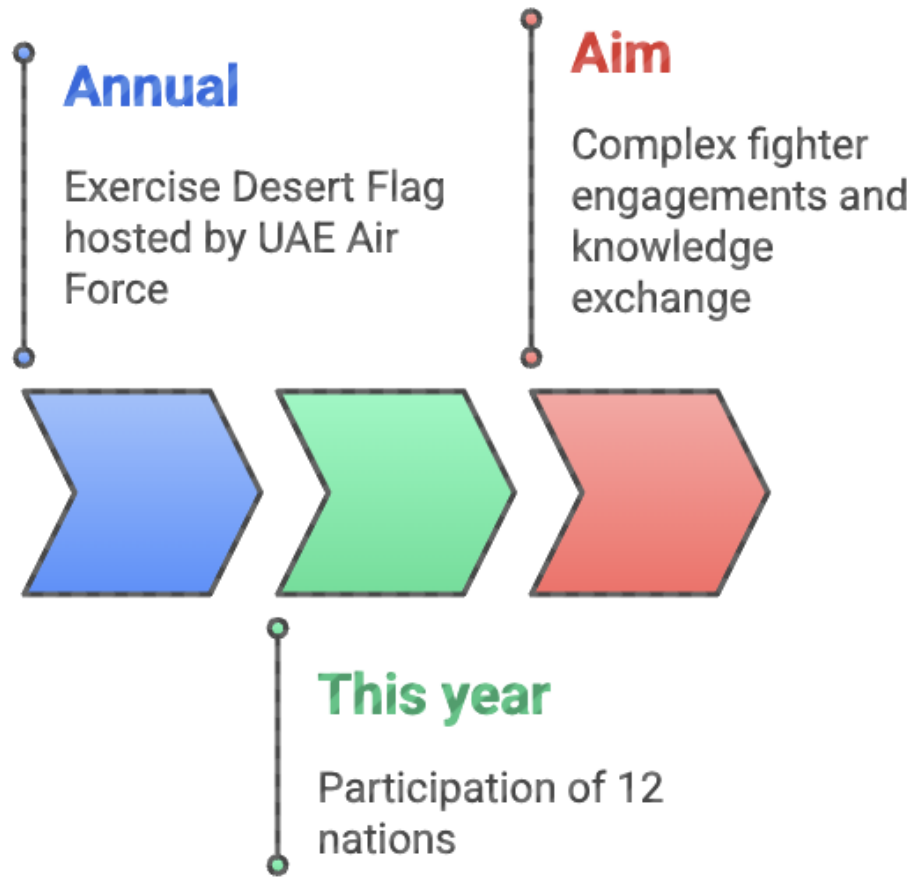 Annual
Exercise Desert Flag
hosted by UAE Air
Force
This year
Participation of 12
nations
Aim
Complex fighter
engagements and
knowledge
exchange